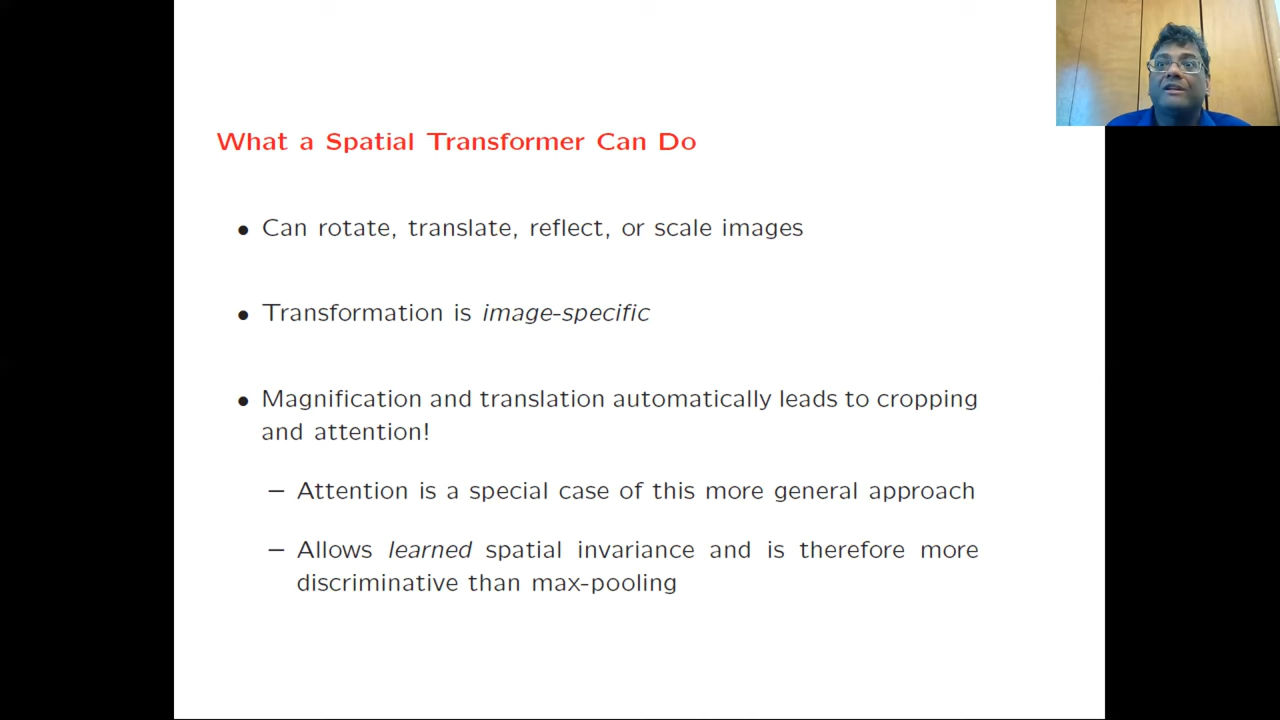 What a Spatial Transformer Can Do
• Can rotate, translate, reflect, or scale images
• Transformation is image-specific
• Magnification and translation automatically leads to cropping
and attention!
– Attention is a special case of this more general approach
– Allows learned spatial invariance and is therefore more
discriminative than max-pooling